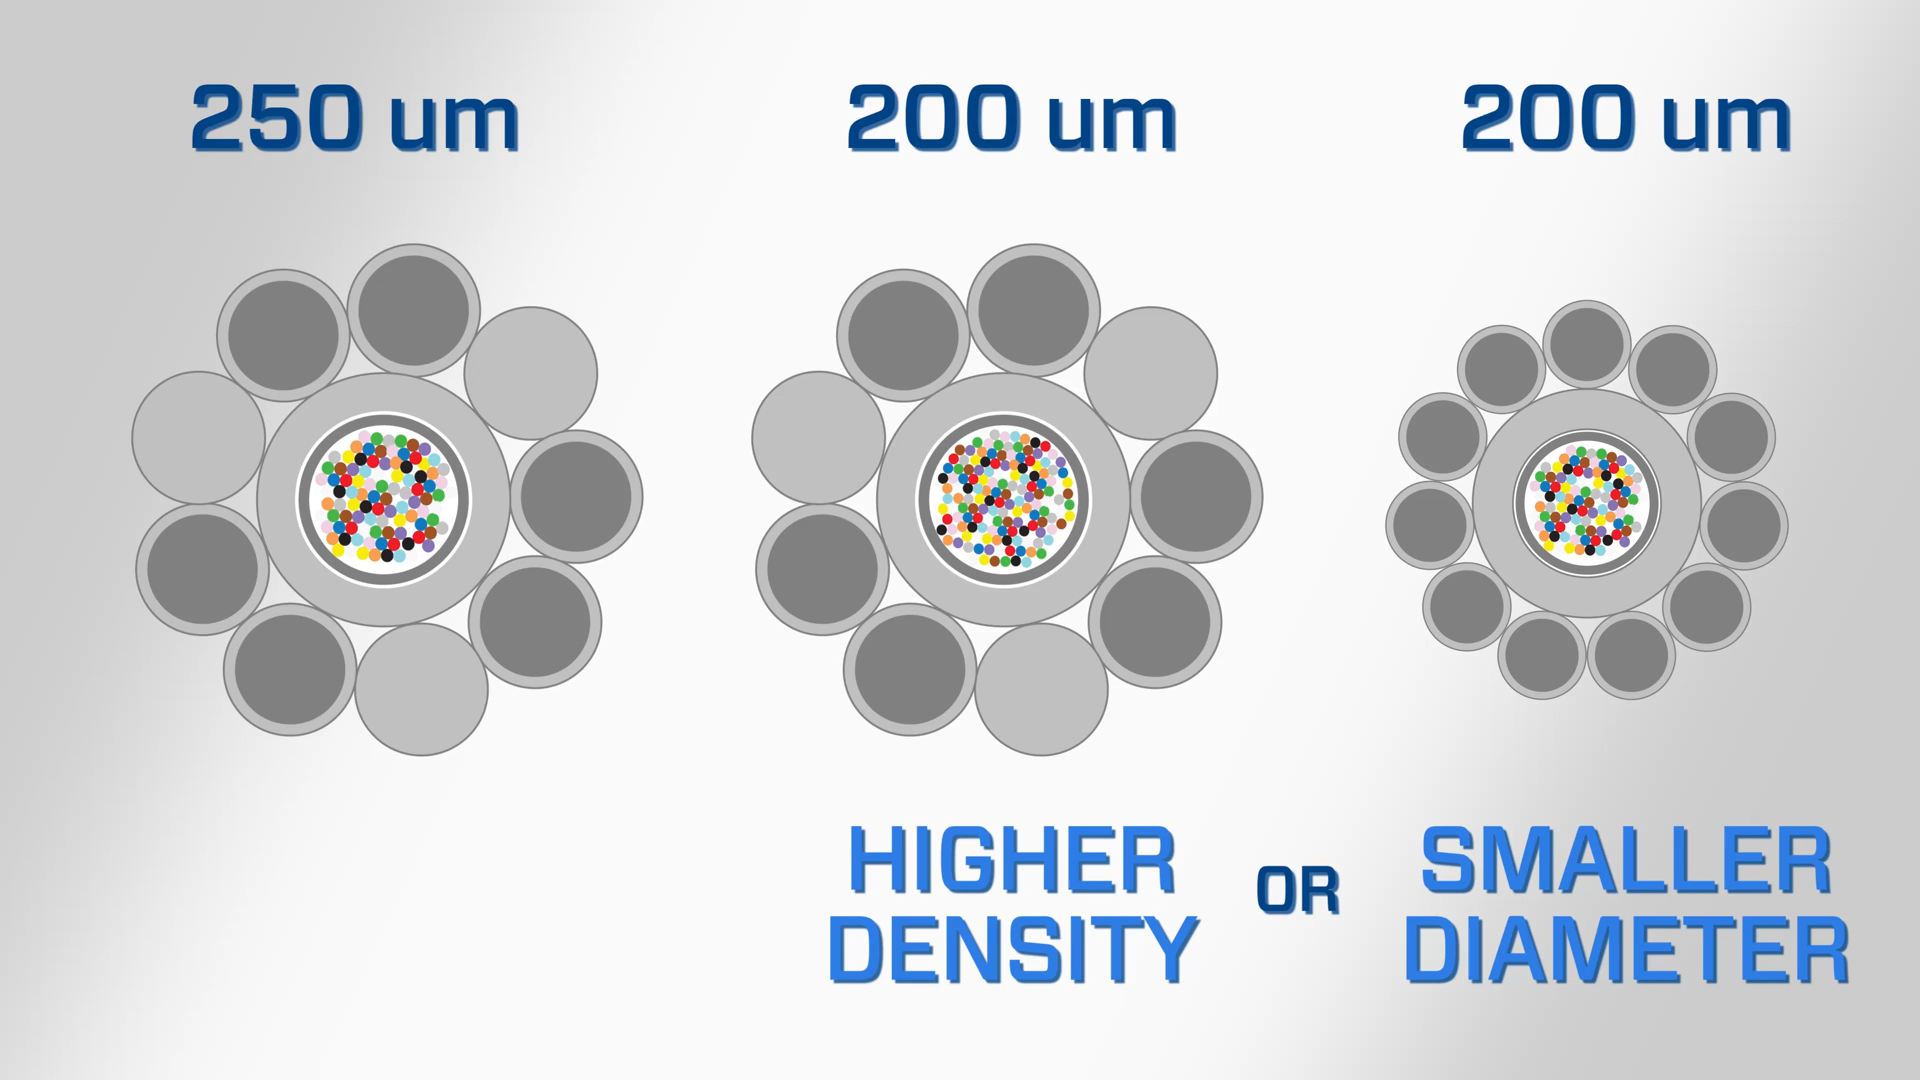 250 um
200 um
200 um
HIGHER
DENSITY
OR
SMALLER
DIAMETER